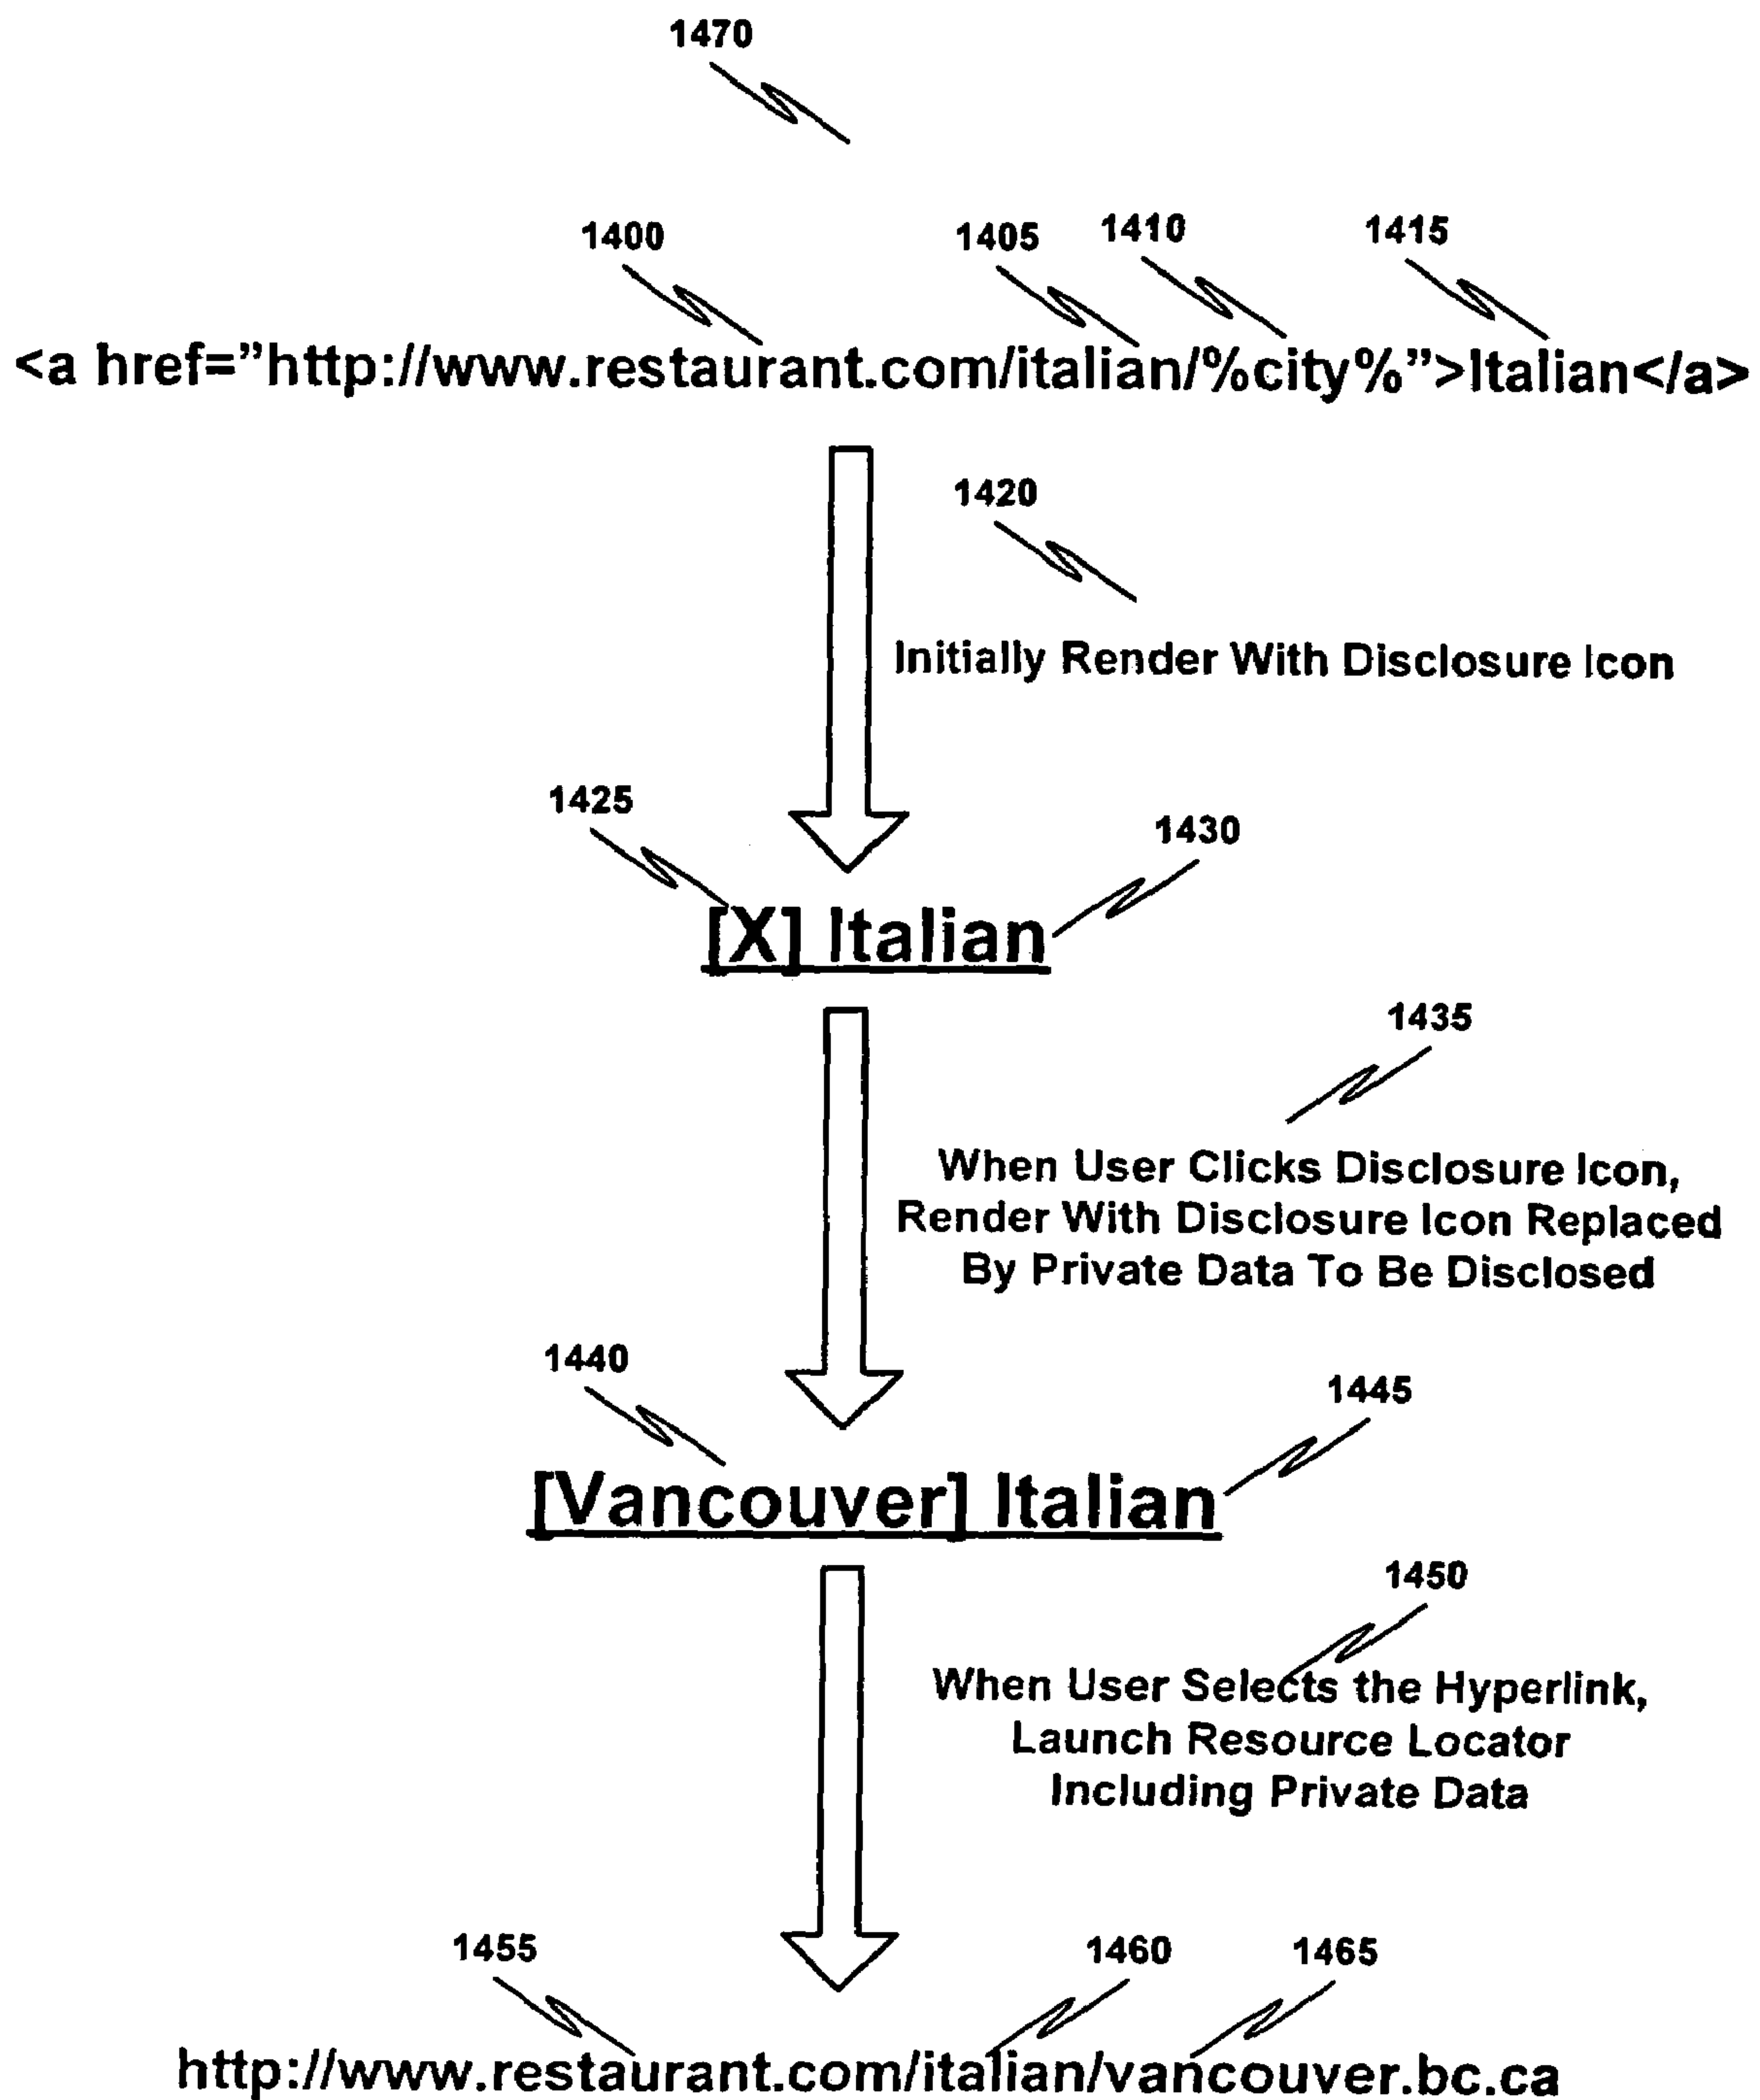 1470
1400 1405 1410 1415
<a href=”http://www.restaurant.com/italian/%city%”>Italian</a>
1420
Initially Render With Disclosure Icon
1425 1430
[X] Italian
1435
When User Clicks Disclosure Icon,
Render With Disclosure Icon Replaced
By Private Data To Be Disclosed
1440 1445
[Vancouver] Italian
1450
When User Selects the Hyperlink,
Launch Resource Locator
Including Private Data
1455 1460 1465
http://www.restaurant.com/italian/vancouver.bc.ca